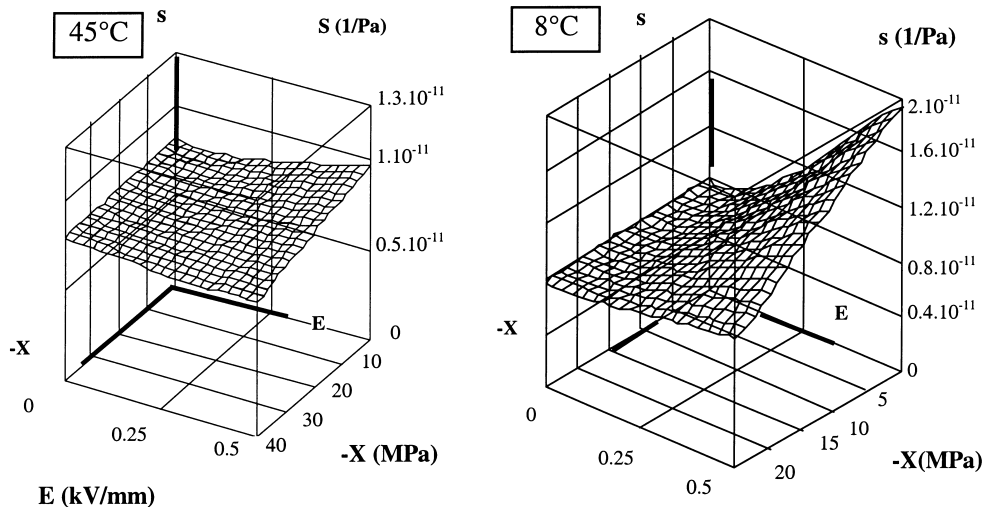 45°C
s
S (1/Pa)
1.3.10⁻¹¹
1.10⁻¹¹
0.5.10⁻¹¹
0
10
20
30
40
-X (MPa)
E
-X
0
0.25
0.5
E (kV/mm)
8°C
s
s (1/Pa)
2.10⁻¹¹
1.6.10⁻¹¹
1.2.10⁻¹¹
0.8.10⁻¹¹
0.4.10⁻¹¹
0
5
10
15
20
-X(MPa)
E
-X
0
0.25
0.5